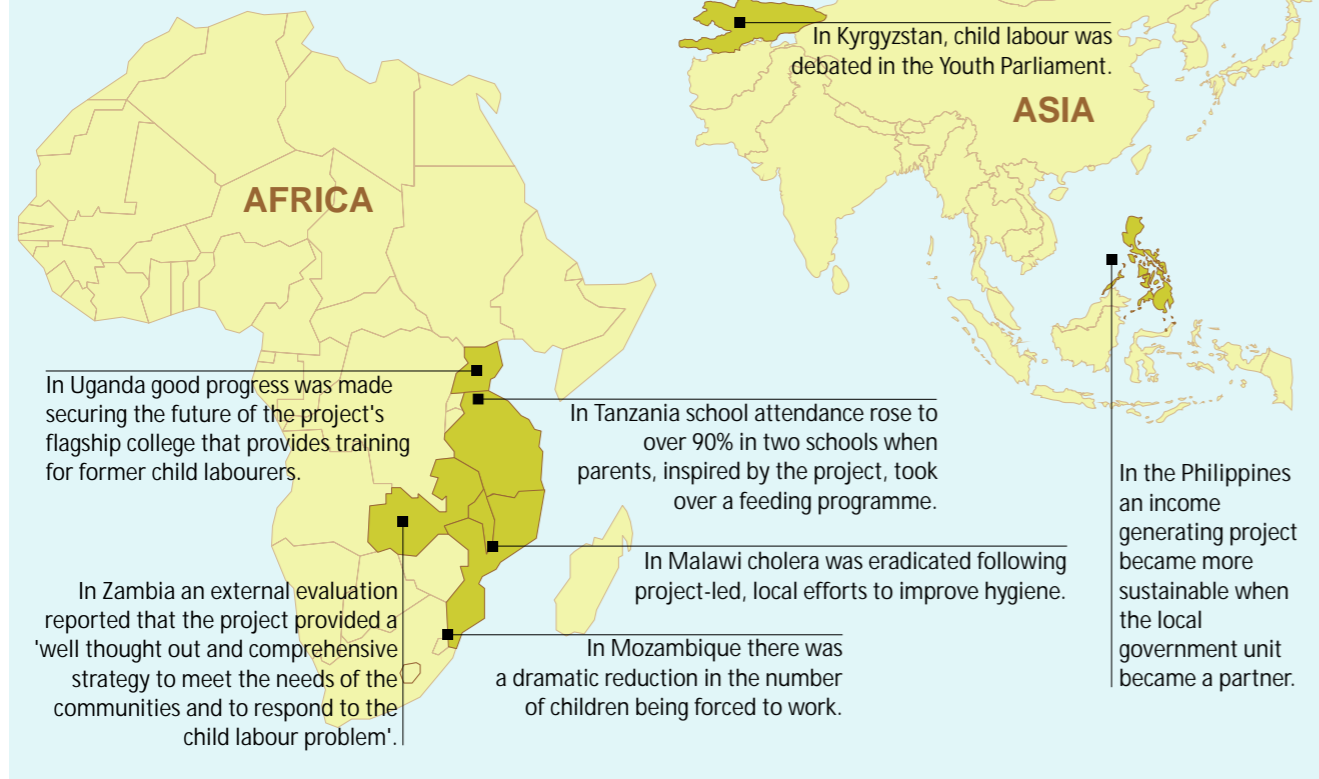 In Kyrgyzstan, child labour was
debated in the Youth Parliament.
ASIA
AFRICA
In Uganda good progress was made
securing the future of the project's
flagship college that provides training
for former child labourers.
In Tanzania school attendance rose to
over 90% in two schools when
parents, inspired by the project, took
over a feeding programme.
In Malawi cholera was eradicated following
project-led, local efforts to improve hygiene.
In Zambia an external evaluation
reported that the project provided a
'well thought out and comprehensive
strategy to meet the needs of the
communities and to respond to the
child labour problem'.
In Mozambique there was
a dramatic reduction in the number
of children being forced to work.
In the Philippines
an income
generating project
became more
sustainable when
the local
government unit
became a partner.